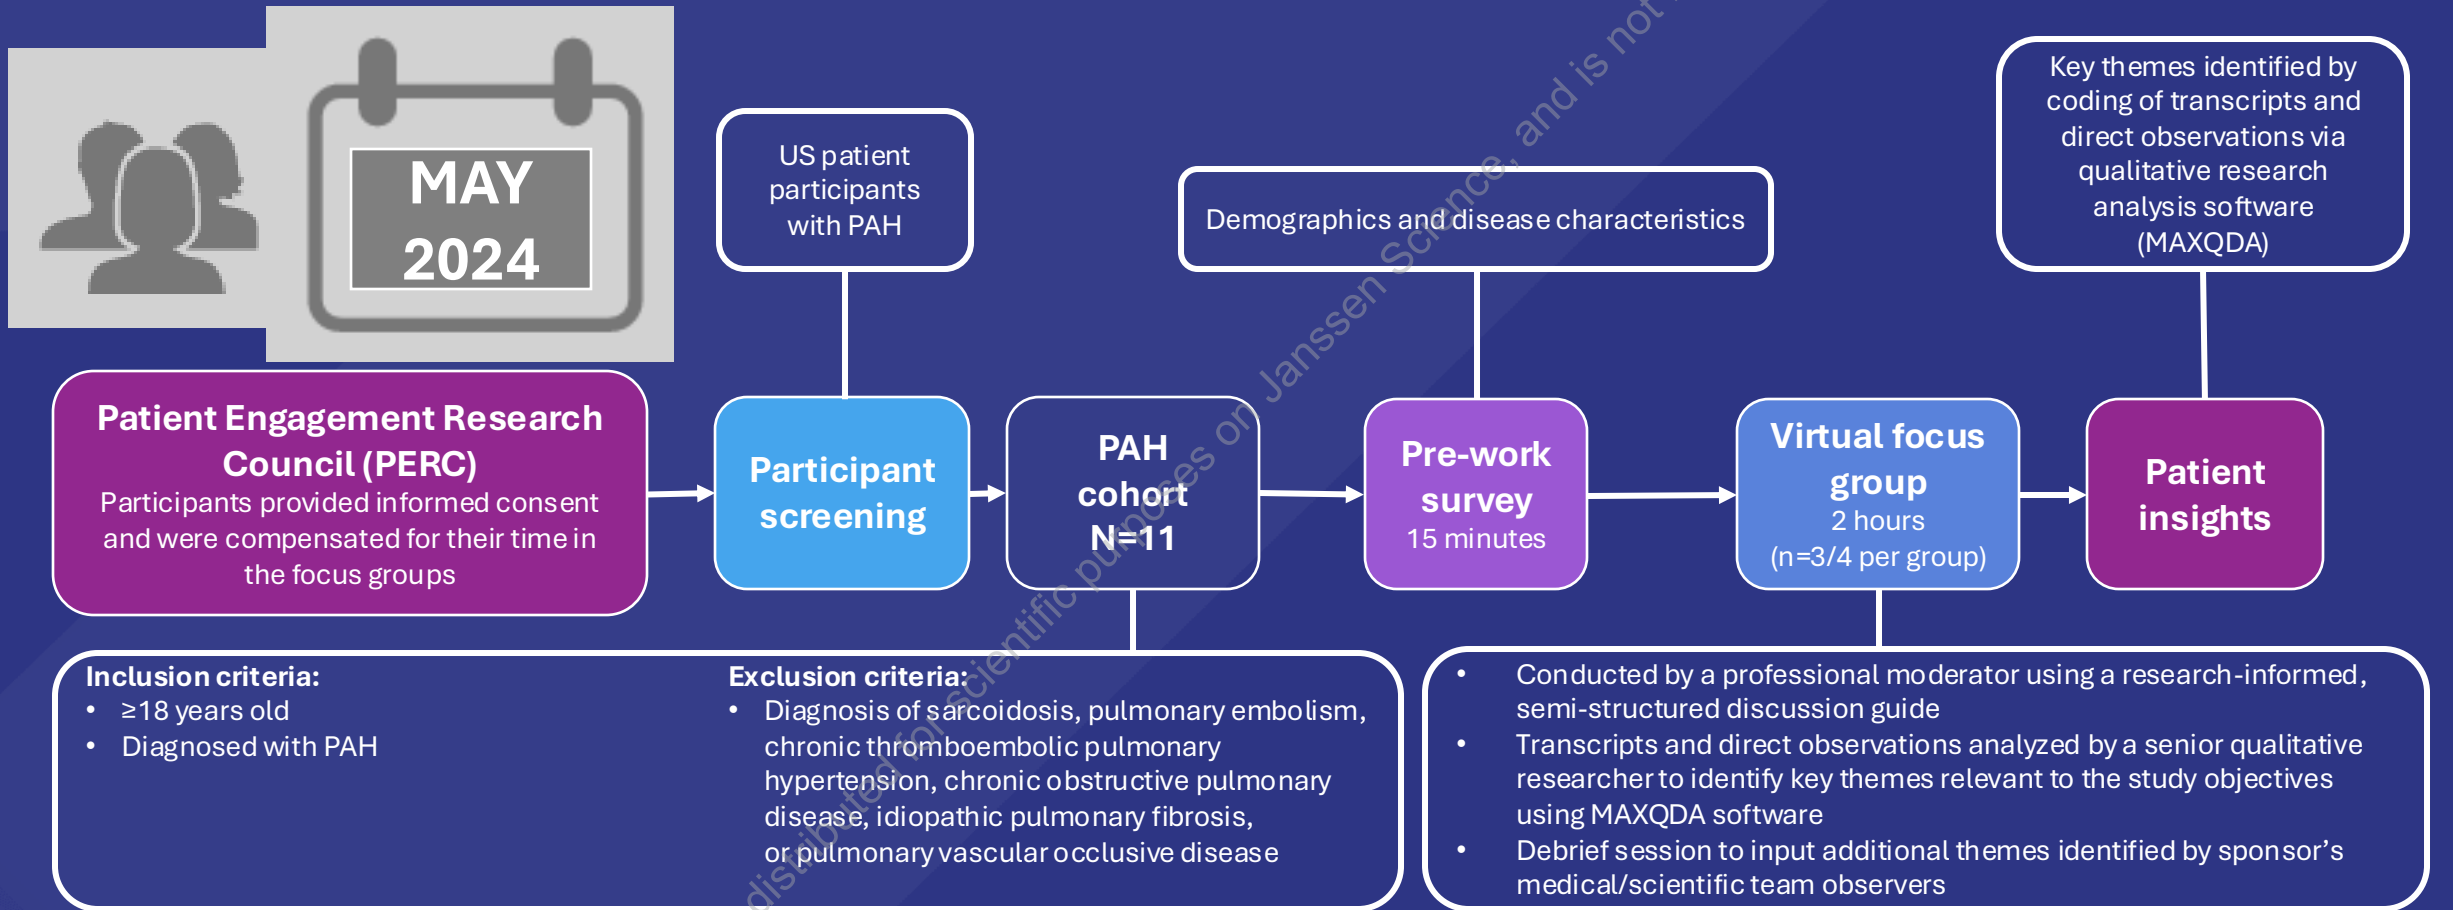 MAY
2024
US patient
participants
with PAH
Demographics and disease characteristics
Key themes identified by
coding of transcripts and
direct observations via
qualitative research
analysis software
(MAXQDA)
Patient Engagement Research
Council (PERC)
Participants provided informed consent
and were compensated for their time in
the focus groups
Participant
screening
PAH
cohort
N=11
Pre-work
survey
15 minutes
Virtual focus
group
2 hours
(n=3/4 per group)
Patient
insights
Inclusion criteria:
• ≥18 years old
• Diagnosed with PAH
Exclusion criteria:
• Diagnosis of sarcoidosis, pulmonary embolism,
chronic thromboembolic pulmonary
hypertension, chronic obstructive pulmonary
disease, idiopathic pulmonary fibrosis,
or pulmonary vascular occlusive disease
• Conducted by a professional moderator using a research-informed,
semi-structured discussion guide
• Transcripts and direct observations analyzed by a senior qualitative
researcher to identify key themes relevant to the study objectives
using MAXQDA software
• Debrief session to input additional themes identified by sponsor’s
medical/scientific team observers
distributed for scientific purposes on Janssen Science, and is not